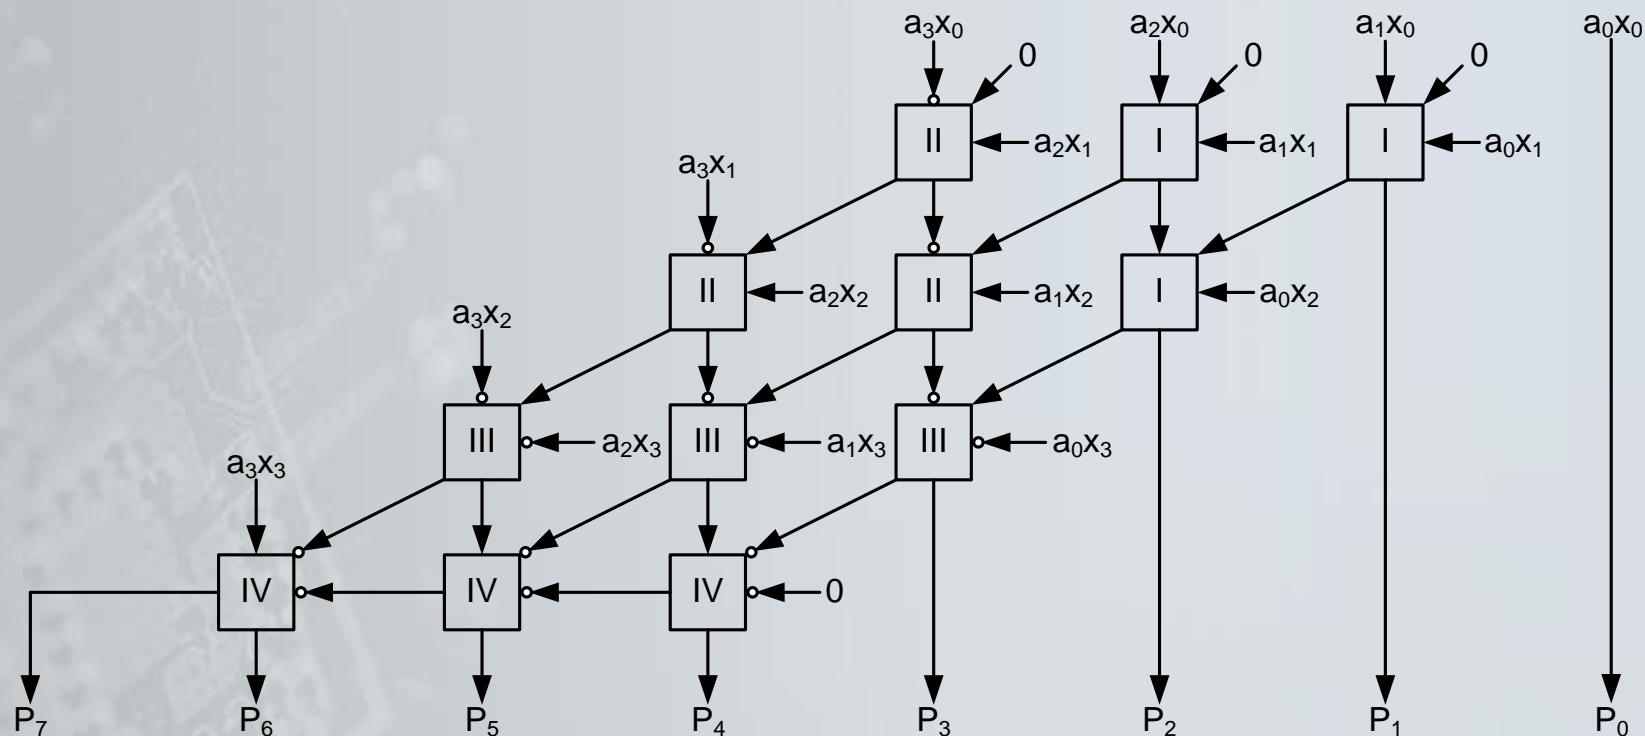 a₃x₀ a₂x₀ a₁x₀ a₀x₀
0 0 0
II a₂x₁ I a₁x₁ I a₀x₁
a₃x₁
II a₂x₂ II a₁x₂ I a₀x₂
a₃x₂
III a₂x₃ III a₁x₃ III a₀x₃
a₃x₃
IV IV IV 0
P₇ P₆ P₅ P₄ P₃ P₂ P₁ P₀